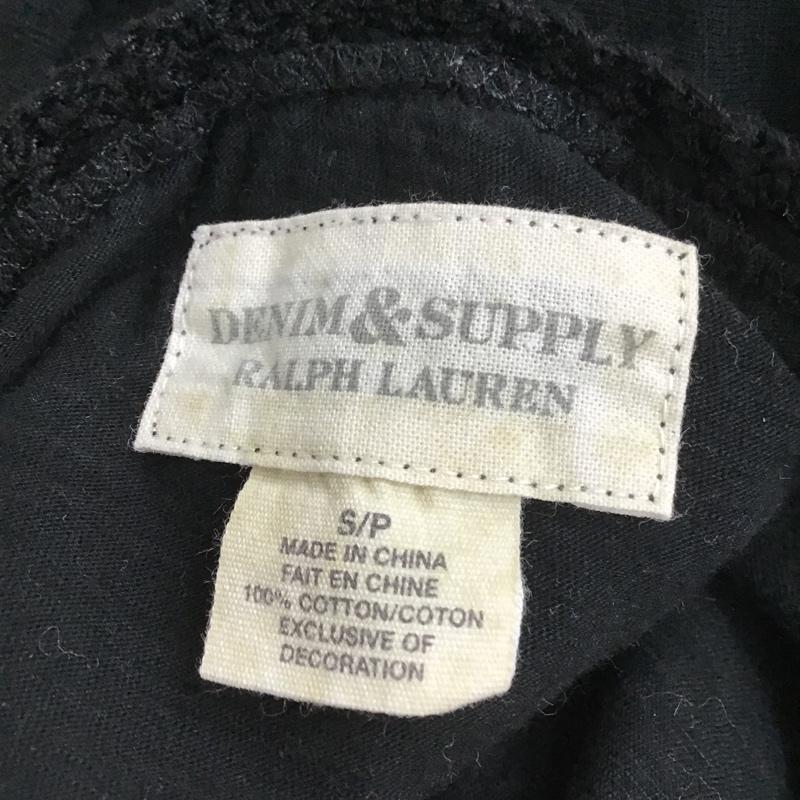 DENIM & SUPPLY
RALPH LAUREN
S/P
MADE IN CHINA
FAIT EN CHINE
100% COTTON/COTON
EXCLUSIVE OF
DECORATION